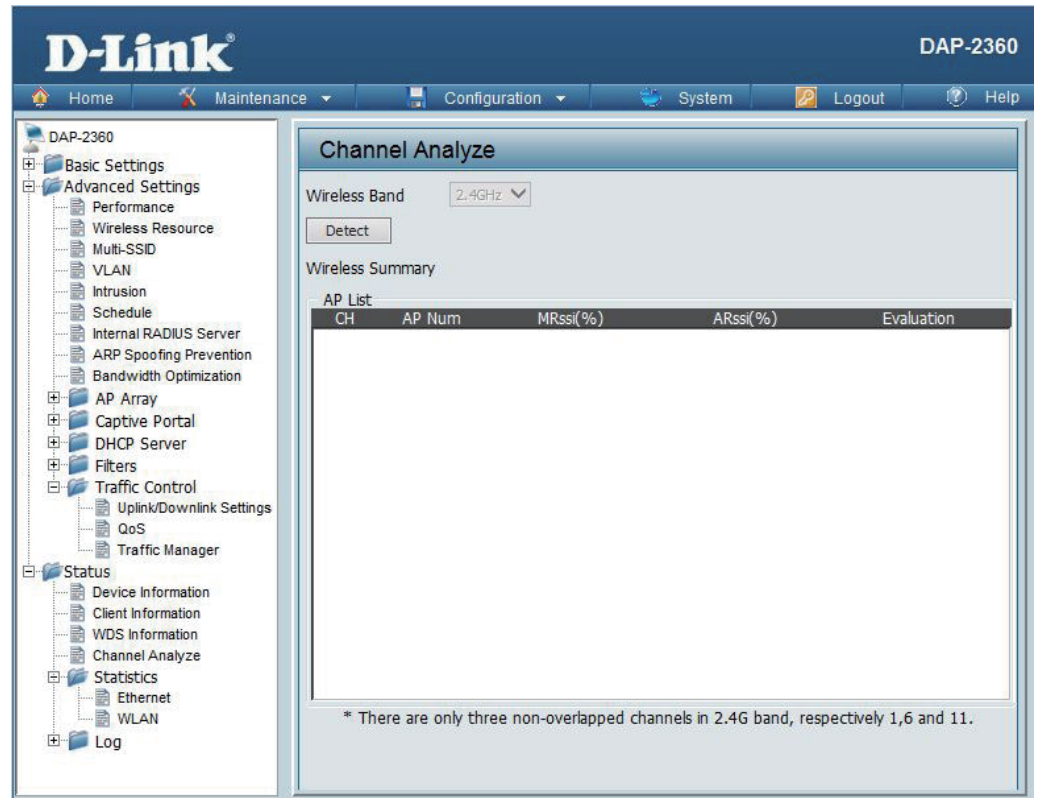 D-Link®
DAP-2360
Home Maintenance Configuration System Logout Help
DAP-2360
Basic Settings
Advanced Settings
Performance
Wireless Resource
Multi-SSID
VLAN
Intrusion
Schedule
Internal RADIUS Server
ARP Spoofing Prevention
Bandwidth Optimization
AP Array
Captive Portal
DHCP Server
Filters
Traffic Control
Uplink/Downlink Settings
QoS
Traffic Manager
Status
Device Information
Client Information
WDS Information
Channel Analyze
Statistics
Ethernet
WLAN
Log
Channel Analyze
Wireless Band 2.4GHz
Detect
Wireless Summary
AP List
CH AP Num MRssi(%) ARssi(%) Evaluation
* There are only three non-overlapped channels in 2.4G band, respectively 1,6 and 11.